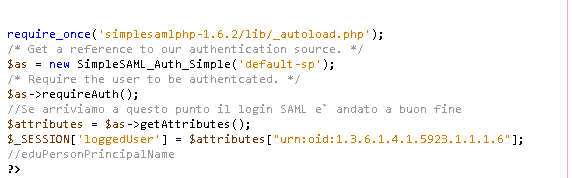 require_once('simplesamlphp-1.6.2/lib/_autoload.php');
/* Get a reference to our authentication source. */
$as = new SimpleSAML_Auth_Simple('default-sp');
/* Require the user to be authentcated. */
$as->requireAuth();
//Se arriviamo a questo punto il login SAML e` andato a buon fine
$attributes = $as->getAttributes();
$_SESSION['loggedUser'] = $attributes["urn:oid:1.3.6.1.4.1.5923.1.1.1.6"];
//eduPersonPrincipalName
?>